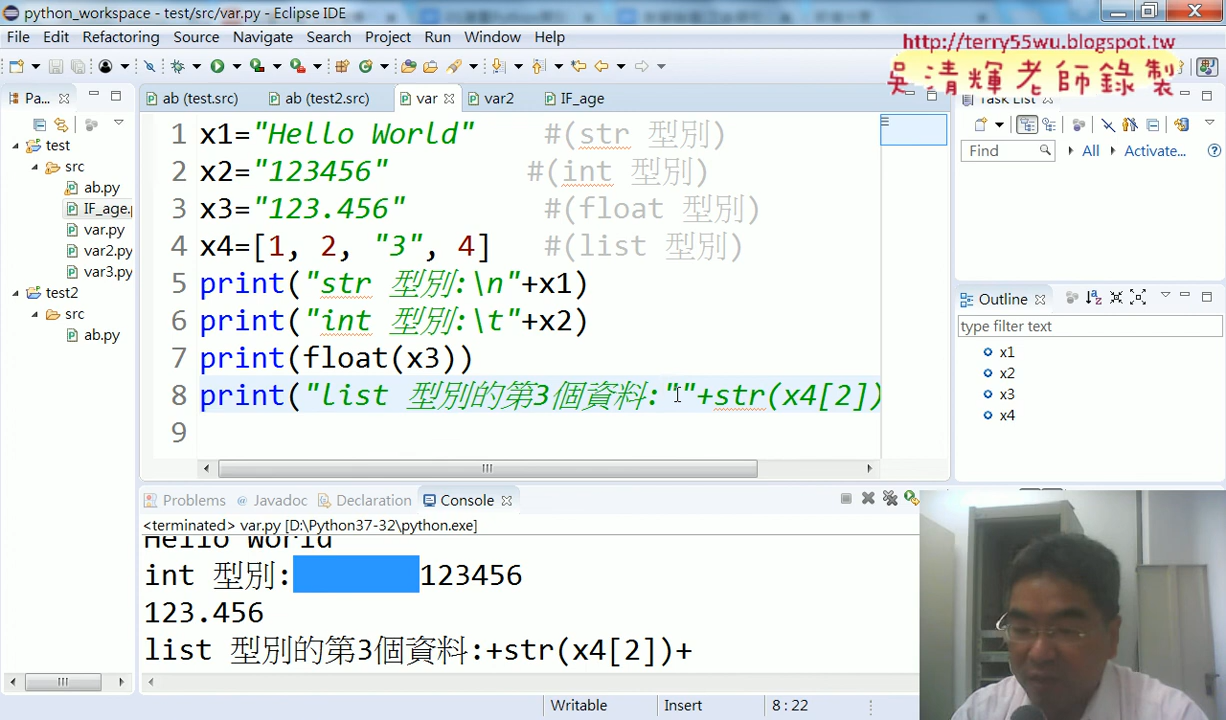 python_workspace - test/src/var.py - Eclipse IDE
File Edit Refactoring Source Navigate Search Project Run Window Help
http://terry55wu.blogspot.tw
吳清輝老師錄製
Pa...
ab (test.src) ab (test2.src) var var2 IF_age
Task List
Find All Activate...
test
src
ab.py
IF_age.
var.py
var2.py
var3.py
test2
src
ab.py
1 x1="Hello World" #(str 型別)
2 x2="123456" #(int 型別)
3 x3="123.456" #(float 型別)
4 x4=[1, 2, "3", 4] #(list 型別)
5 print("str 型別:\n"+x1)
6 print("int 型別:\t"+x2)
7 print(float(x3))
8 print("list 型別的第3個資料:""+str(x4[2])
9
Outline
type filter text
x1
x2
x3
x4
Problems @ Javadoc Declaration Console
<terminated> var.py [D:\Python37-32\python.exe]
Hello World
int 型別: 123456
123.456
list 型別的第3個資料:+str(x4[2])+
Writable Insert 8 : 22